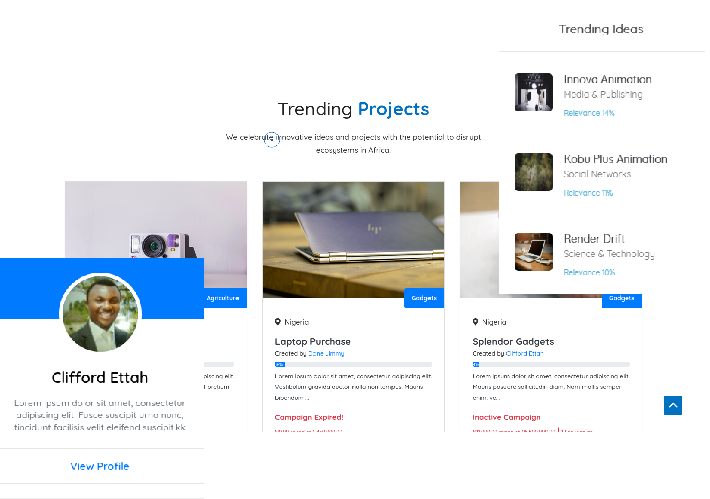 Trending Ideas
Innova Animation
Media & Publishing
Relevance 14%
Kobu Plus Animation
Social Networks
Relevance 11%
Render Drift
Science & Technology
Relevance 10%
Trending Projects
We celebrate innovative ideas and projects with the potential to disrupt
ecosystems in Africa.
Agriculture
Gadgets
Nigeria
Laptop Purchase
Created by Dane Jimmy
Lorem ipsum dolor sit amet, consectetur adipiscing elit.
Vestibulum gravida auctor nulla non tempus. Mauris
bibendum ...
Campaign Expired!
Gadgets
Nigeria
Splendor Gadgets
Created by Clifford Ettah
Lorem ipsum dolor sit amet, consectetur adipiscing elit.
Mauris posuere sollicitudin diam. Nam mollis semper
enim, ve...
Inactive Campaign
Clifford Ettah
Lorem ipsum dolor sit amet, consectetur
adipiscing elit. Fusce suscipit urna nunc,
tincidunt facilisis velit eleifend suscipit.kk
View Profile